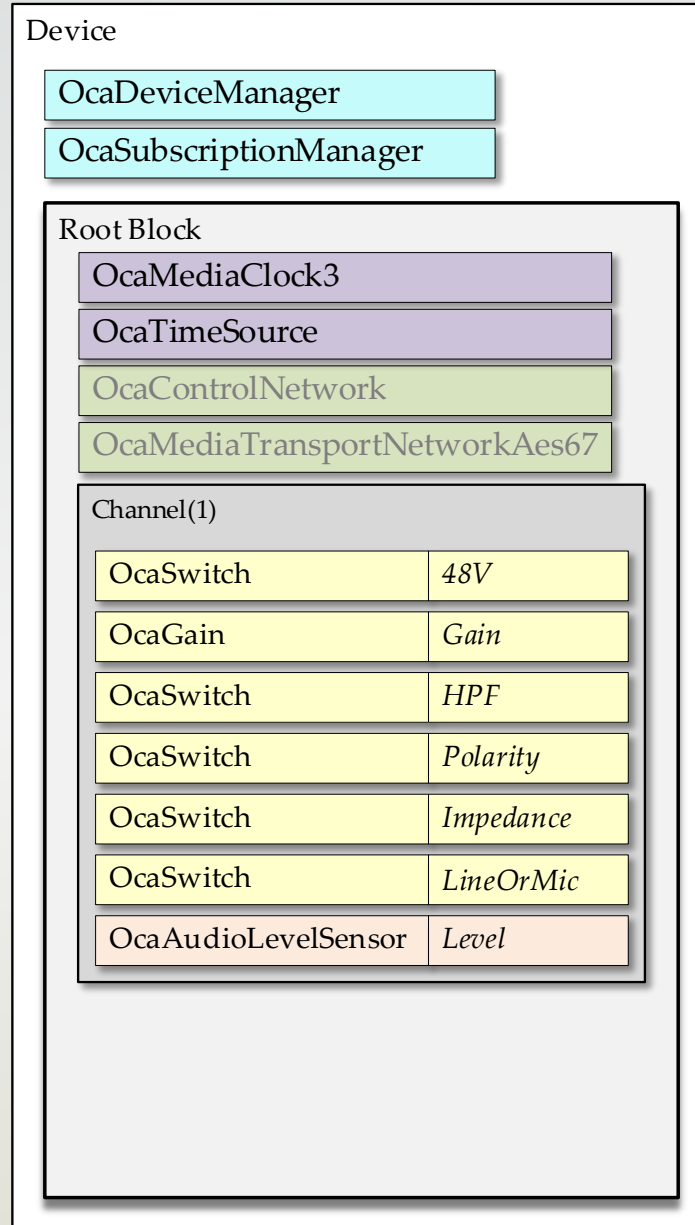 Device
OcaDeviceManager
OcaSubscriptionManager
Root Block
OcaMediaClock3
OcaTimeSource
OcaControlNetwork
OcaMediaTransportNetworkAes67
Channel(1)
OcaSwitch 48V
OcaGain Gain
OcaSwitch HPF
OcaSwitch Polarity
OcaSwitch Impedance
OcaSwitch LineOrMic
OcaAudioLevelSensor Level